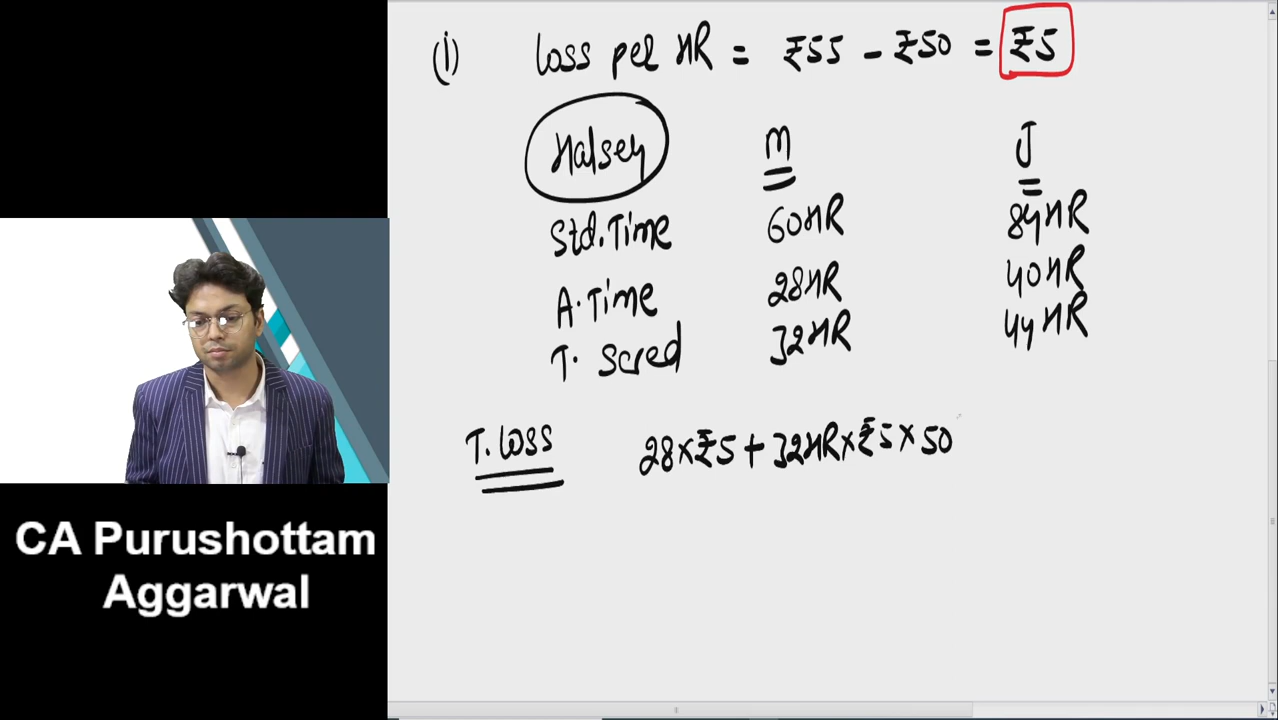 (i) Loss per HR = ₹55 - ₹50 = ₹5
Halsey M J
Std. Time 60HR 84HR
A. Time 28HR 40HR
T. Scred 32HR 44HR
T. Loss 28×₹5+32HR×₹5×50
CA Purushottam
Aggarwal